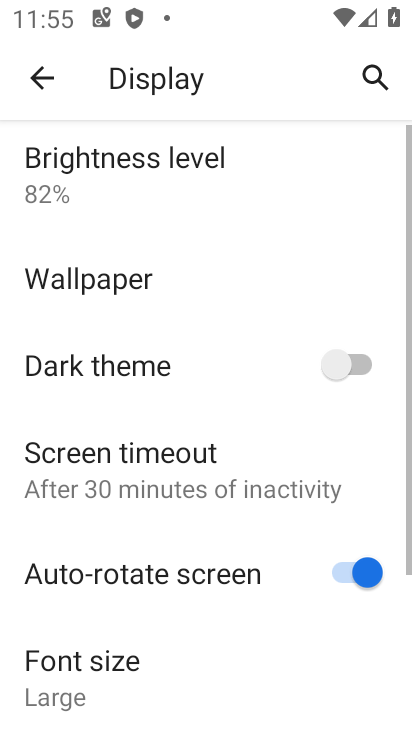 11:55
Display
Brightness level
82%
Wallpaper
Dark theme
Screen timeout
After 30 minutes of inactivity
Auto-rotate screen
Font size
Large